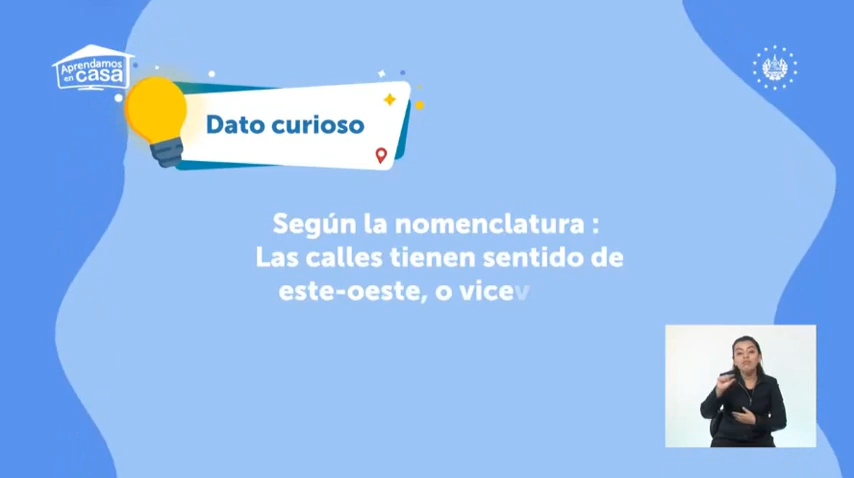 Aprendamos
en casa
Dato curioso
Según la nomenclatura :
Las calles tienen sentido de
este-oeste, o vicev